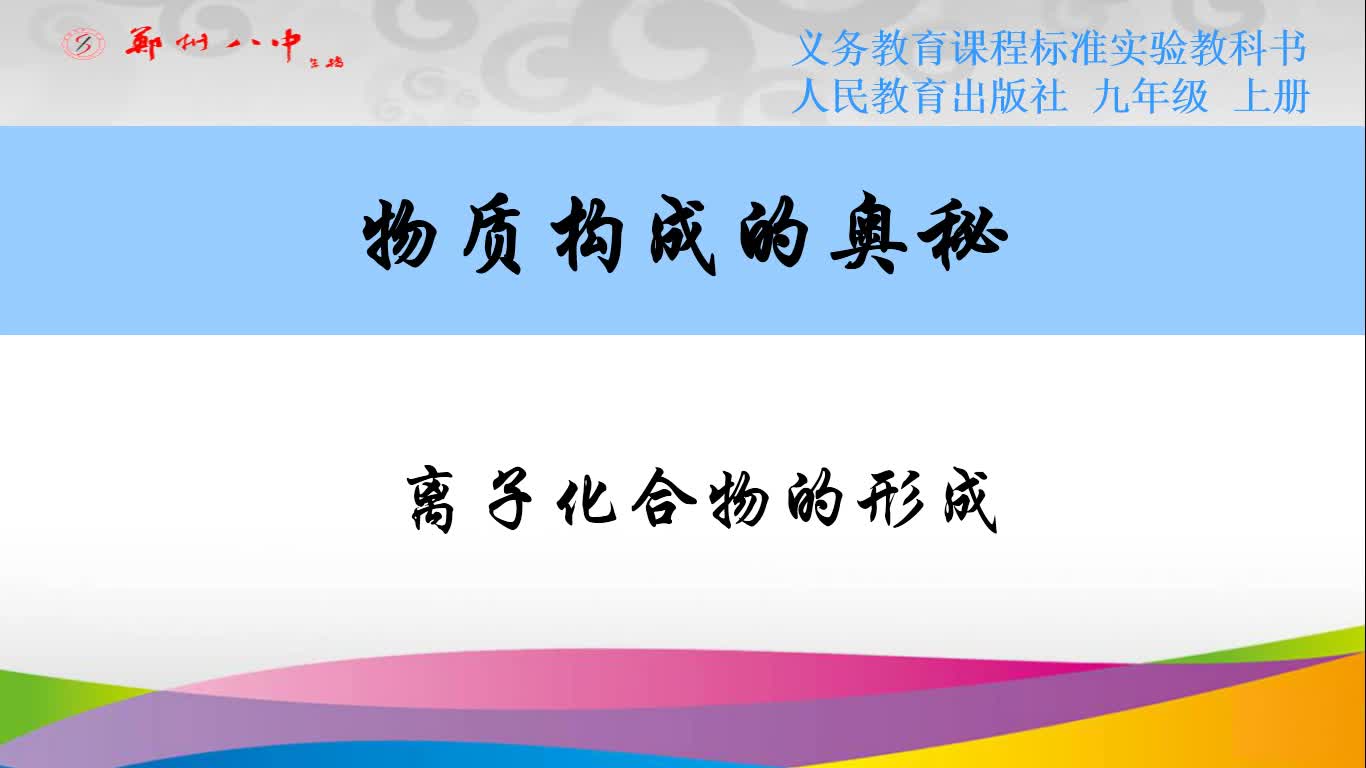 郑州八中
义务教育课程标准实验教科书
人民教育出版社 九年级 上册
物质构成的奥秘
离子化合物的形成